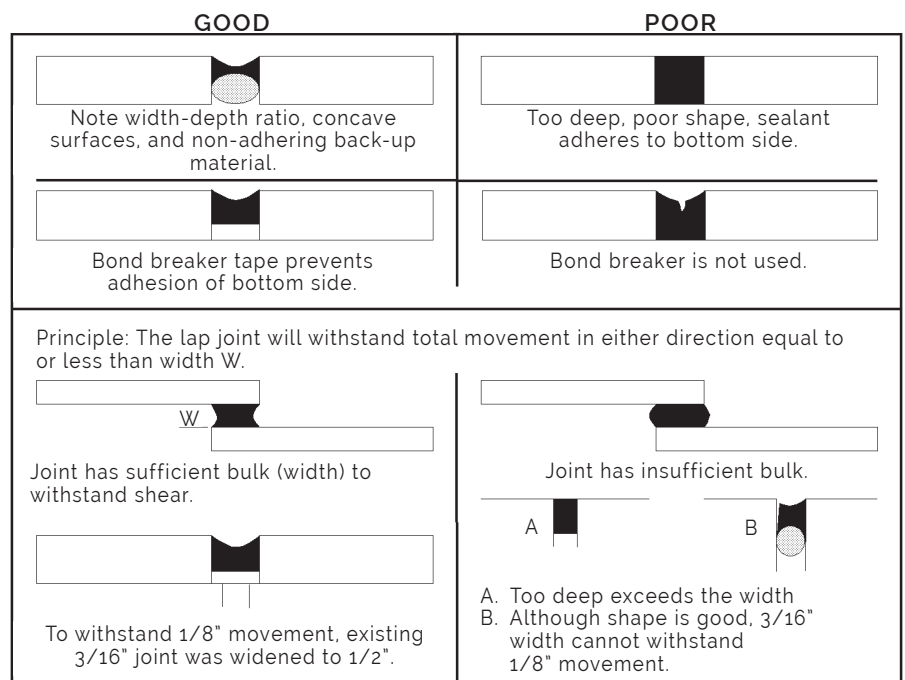 GOOD
POOR
Note width-depth ratio, concave
surfaces, and non-adhering back-up
material.
Too deep, poor shape, sealant
adheres to bottom side.
Bond breaker tape prevents
adhesion of bottom side.
Bond breaker is not used.
Principle: The lap joint will withstand total movement in either direction equal to
or less than width W.
W
Joint has sufficient bulk (width) to
withstand shear.
Joint has insufficient bulk.
A
B
To withstand 1/8" movement, existing
3/16" joint was widened to 1/2".
A. Too deep exceeds the width
B. Although shape is good, 3/16"
width cannot withstand
1/8" movement.